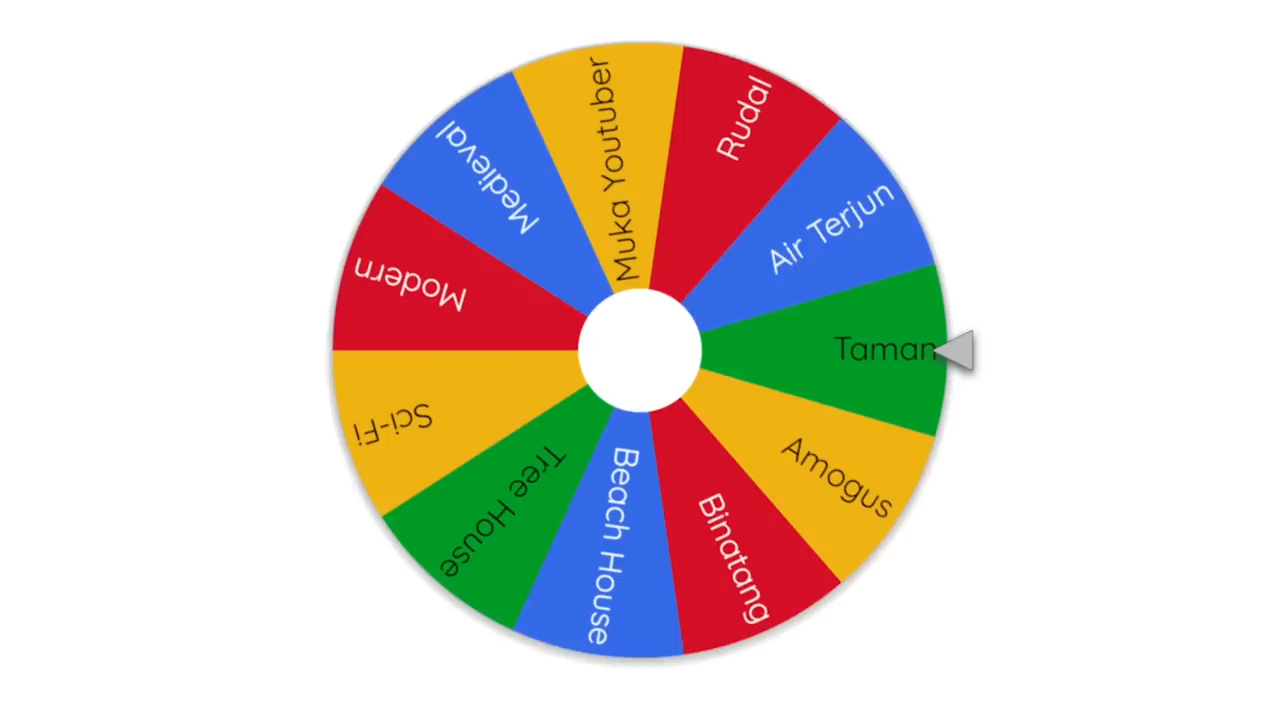 Muka Youtuber
Rudal
Air Terjun
Taman
Amogus
Binatang
Beach House
Tree House
Sci-Fi
Modern
Medieval